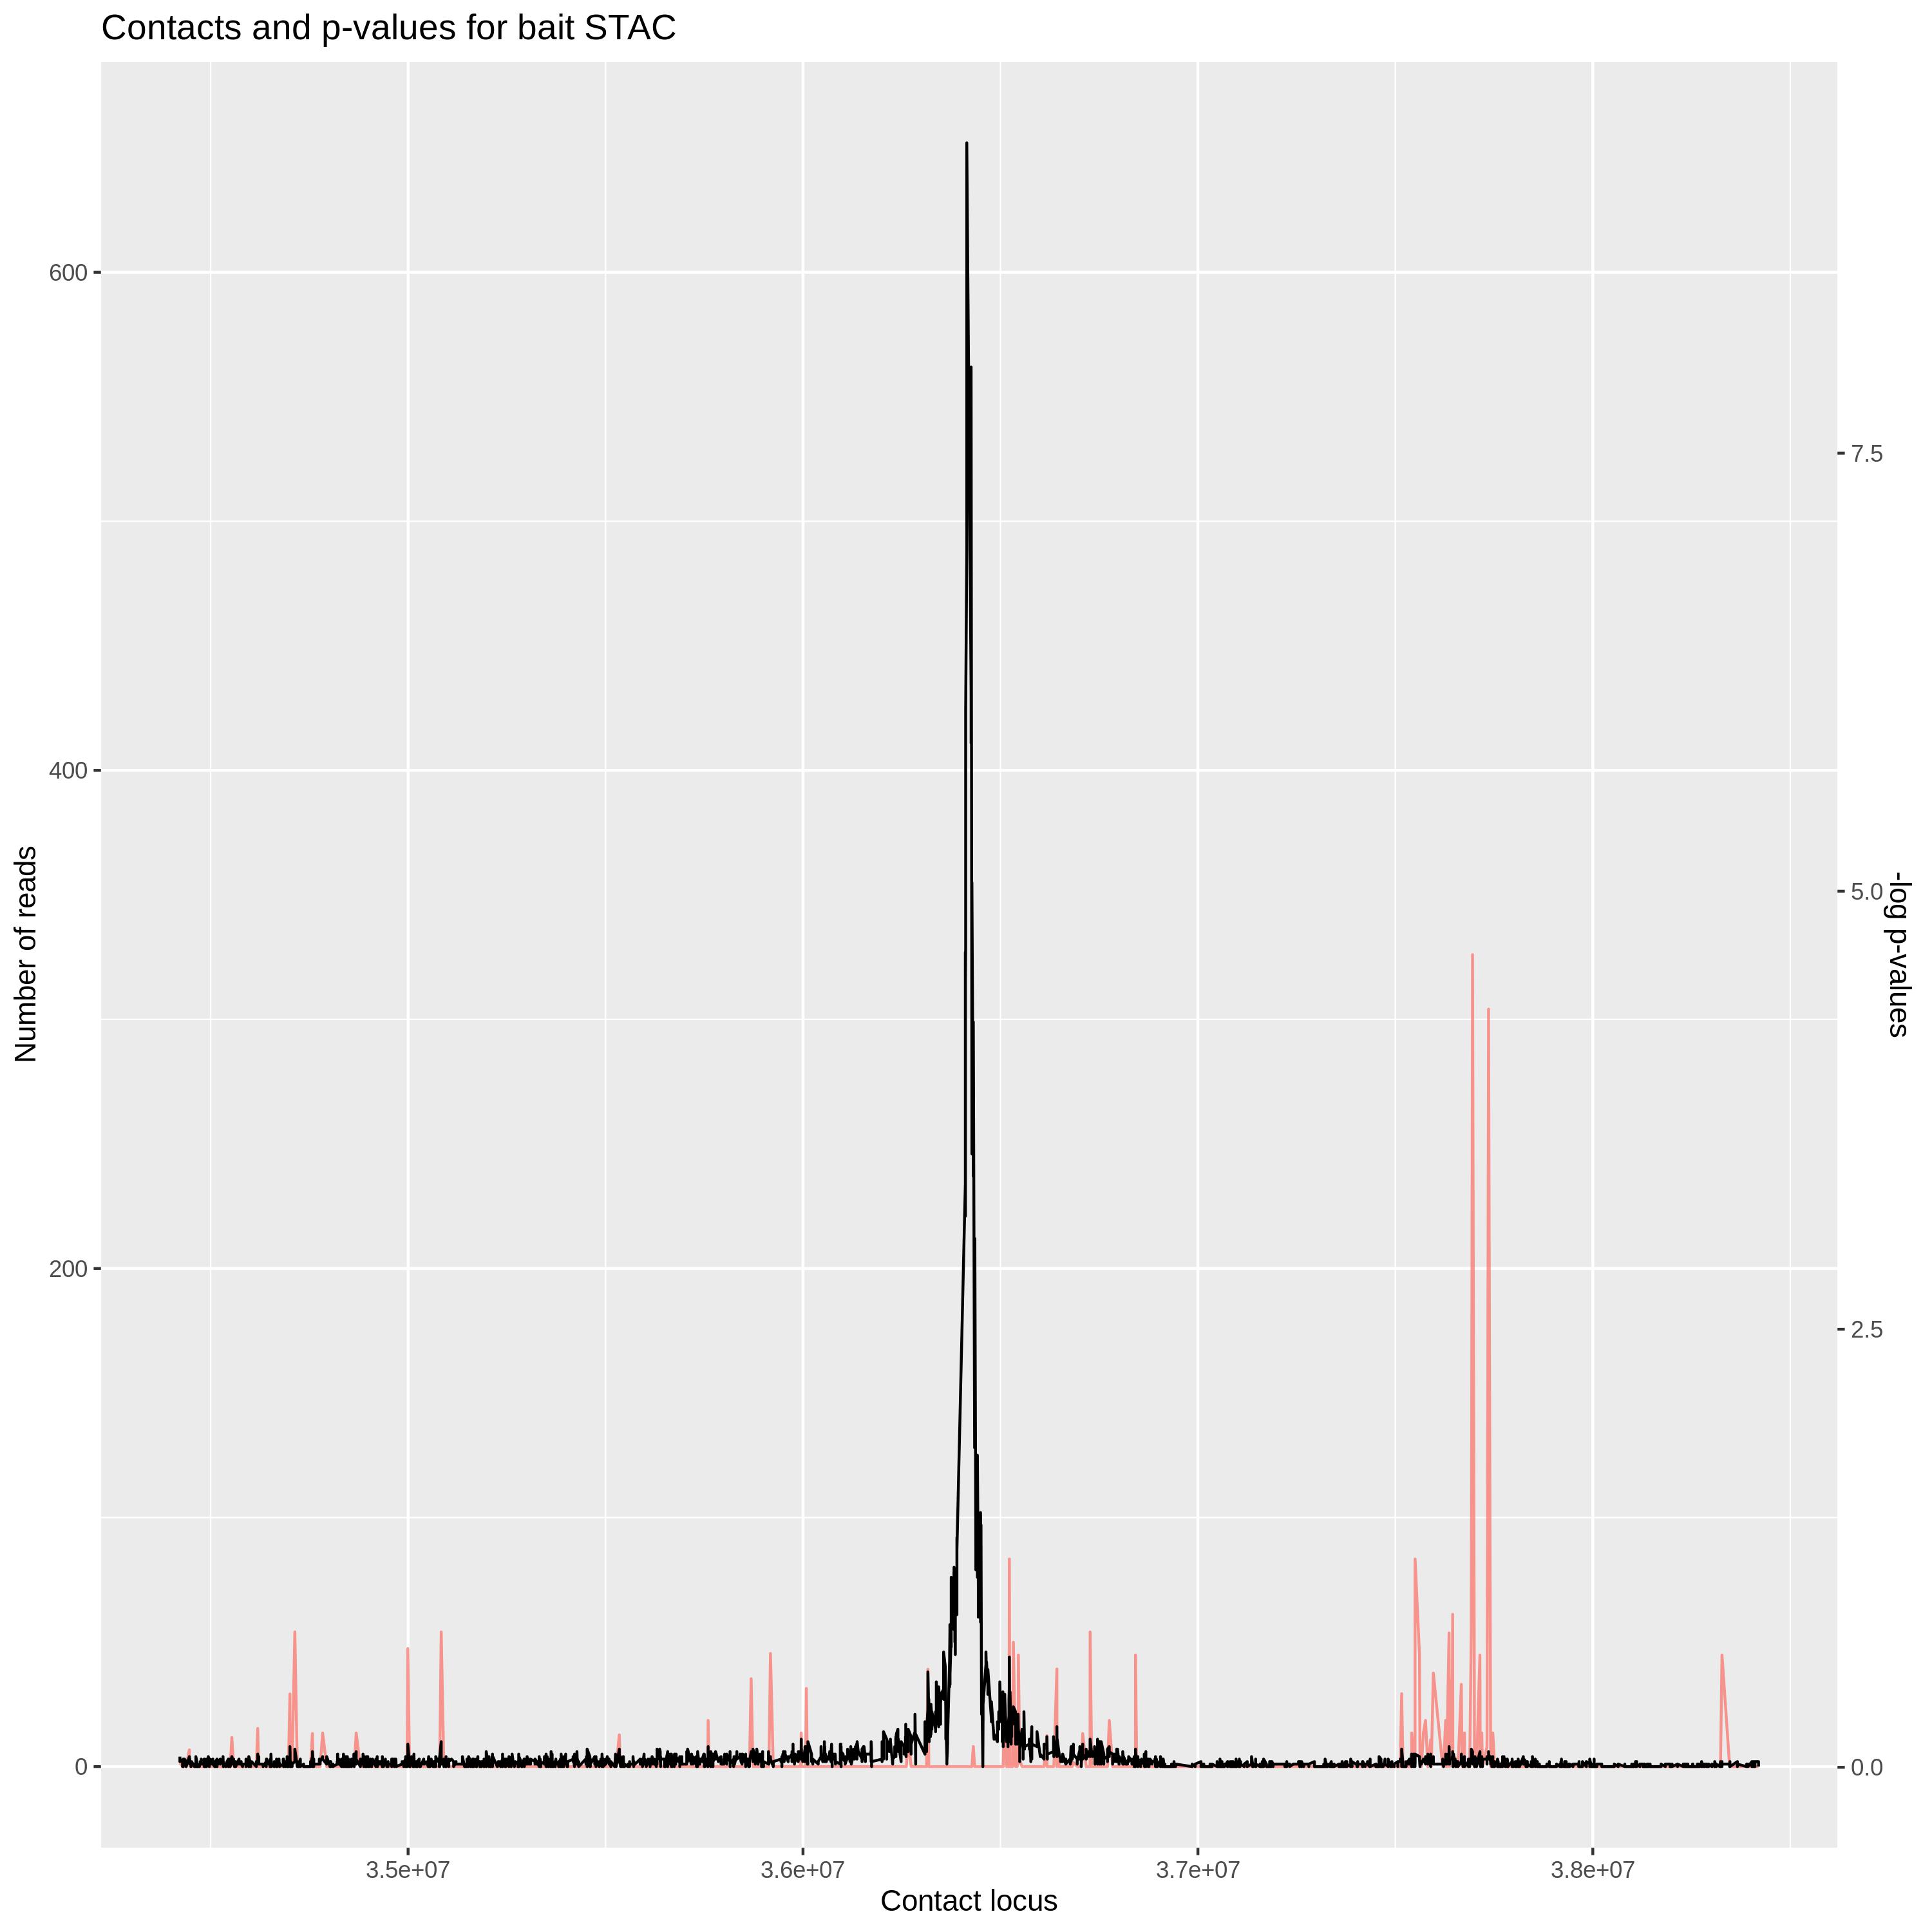 Contacts and p-values for bait STAC
600
400
200
0
Number of reads
7.5
5.0
2.5
0.0
-log p-values
3.5e+07
3.6e+07
3.7e+07
3.8e+07
Contact locus